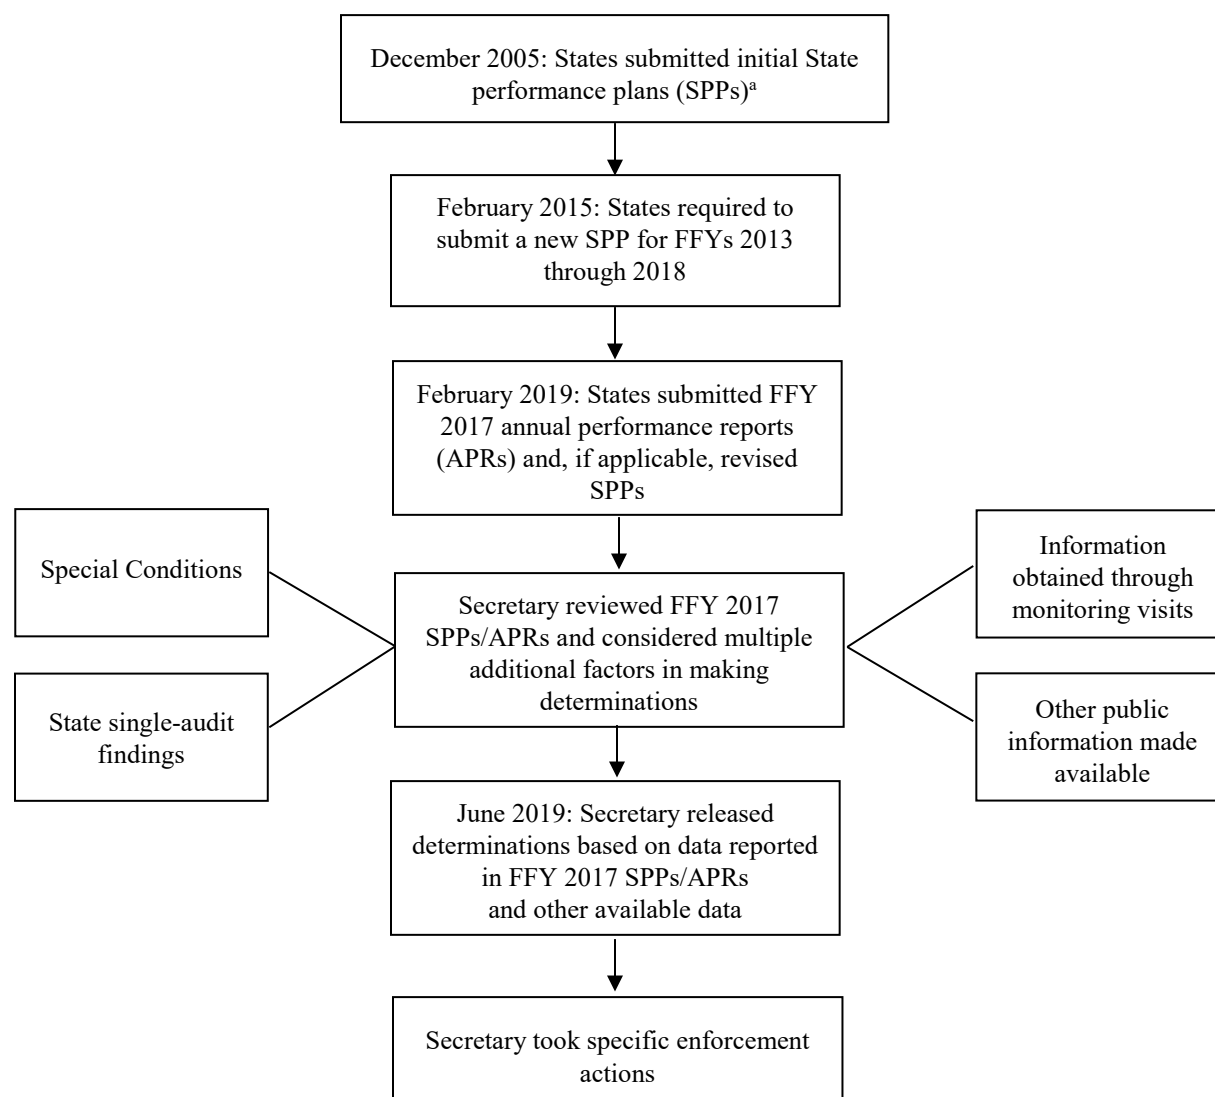 December 2005: States submitted initial State
performance plans (SPPs)ª
February 2015: States required to
submit a new SPP for FFYs 2013
through 2018
February 2019: States submitted FFY
2017 annual performance reports
(APRs) and, if applicable, revised
SPPs
Special Conditions
State single-audit
findings
Secretary reviewed FFY 2017
SPPs/APRs and considered multiple
additional factors in making
determinations
Information
obtained through
monitoring visits
Other public
information made
available
June 2019: Secretary released
determinations based on data reported
in FFY 2017 SPPs/APRs
and other available data
Secretary took specific enforcement
actions